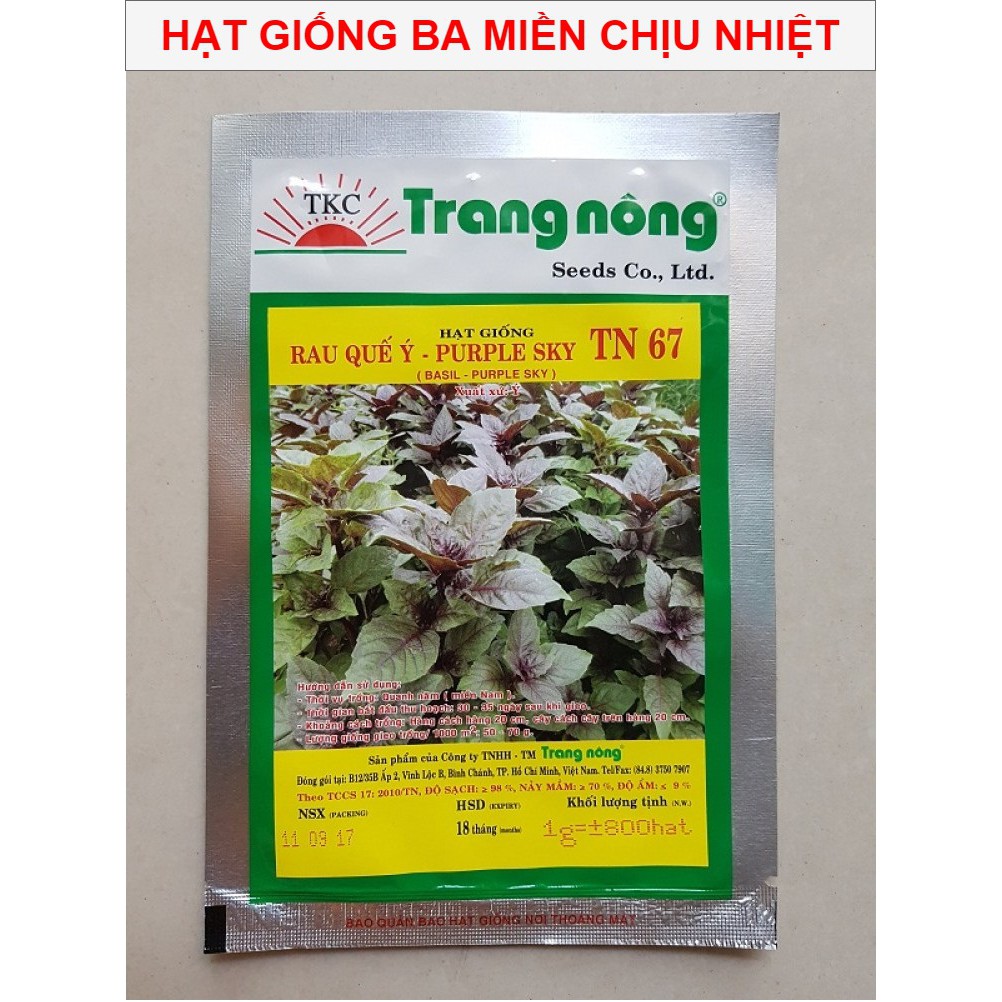 HẠT GIỐNG BA MIỀN CHỊU NHIỆT
TKC
Trang nông®
Seeds Co., Ltd.
HẠT GIỐNG
RAU QUẾ Ý - PURPLE SKY TN 67
( BASIL - PURPLE SKY )
Xuất xứ: Ý
Hướng dẫn sử dụng:
- Thời vụ trồng: Quanh năm ( miền Nam ).
- Thời gian bắt đầu thu hoạch: 30 - 35 ngày sau khi gieo.
- Khoảng cách trồng: Hàng cách hàng 20 cm, cây cách cây trên hàng 20 cm.
- Lượng giống gieo trồng/ 1000 m²: 50 - 70 g.
Sản phẩm của Công ty TNHH - TM Trang nông®
Đóng gói tại: B12/35B Ấp 2, Vĩnh Lộc B, Bình Chánh, TP. Hồ Chí Minh, Việt Nam. Tel/Fax: (84.8) 3750 7907
Theo TCCS 17: 2010/TN, ĐỘ SẠCH: ≥ 98 %, NẢY MẦM: ≥ 70 %, ĐỘ ẨM: ≤ 9 %
NSX (PACKING) HSD (EXPIRY) Khối lượng tịnh (N.W.)
11 09 17 18 tháng (months) 1g=±800hat
BẢO QUẢN BAO HẠT GIỐNG NƠI THOÁNG MÁT